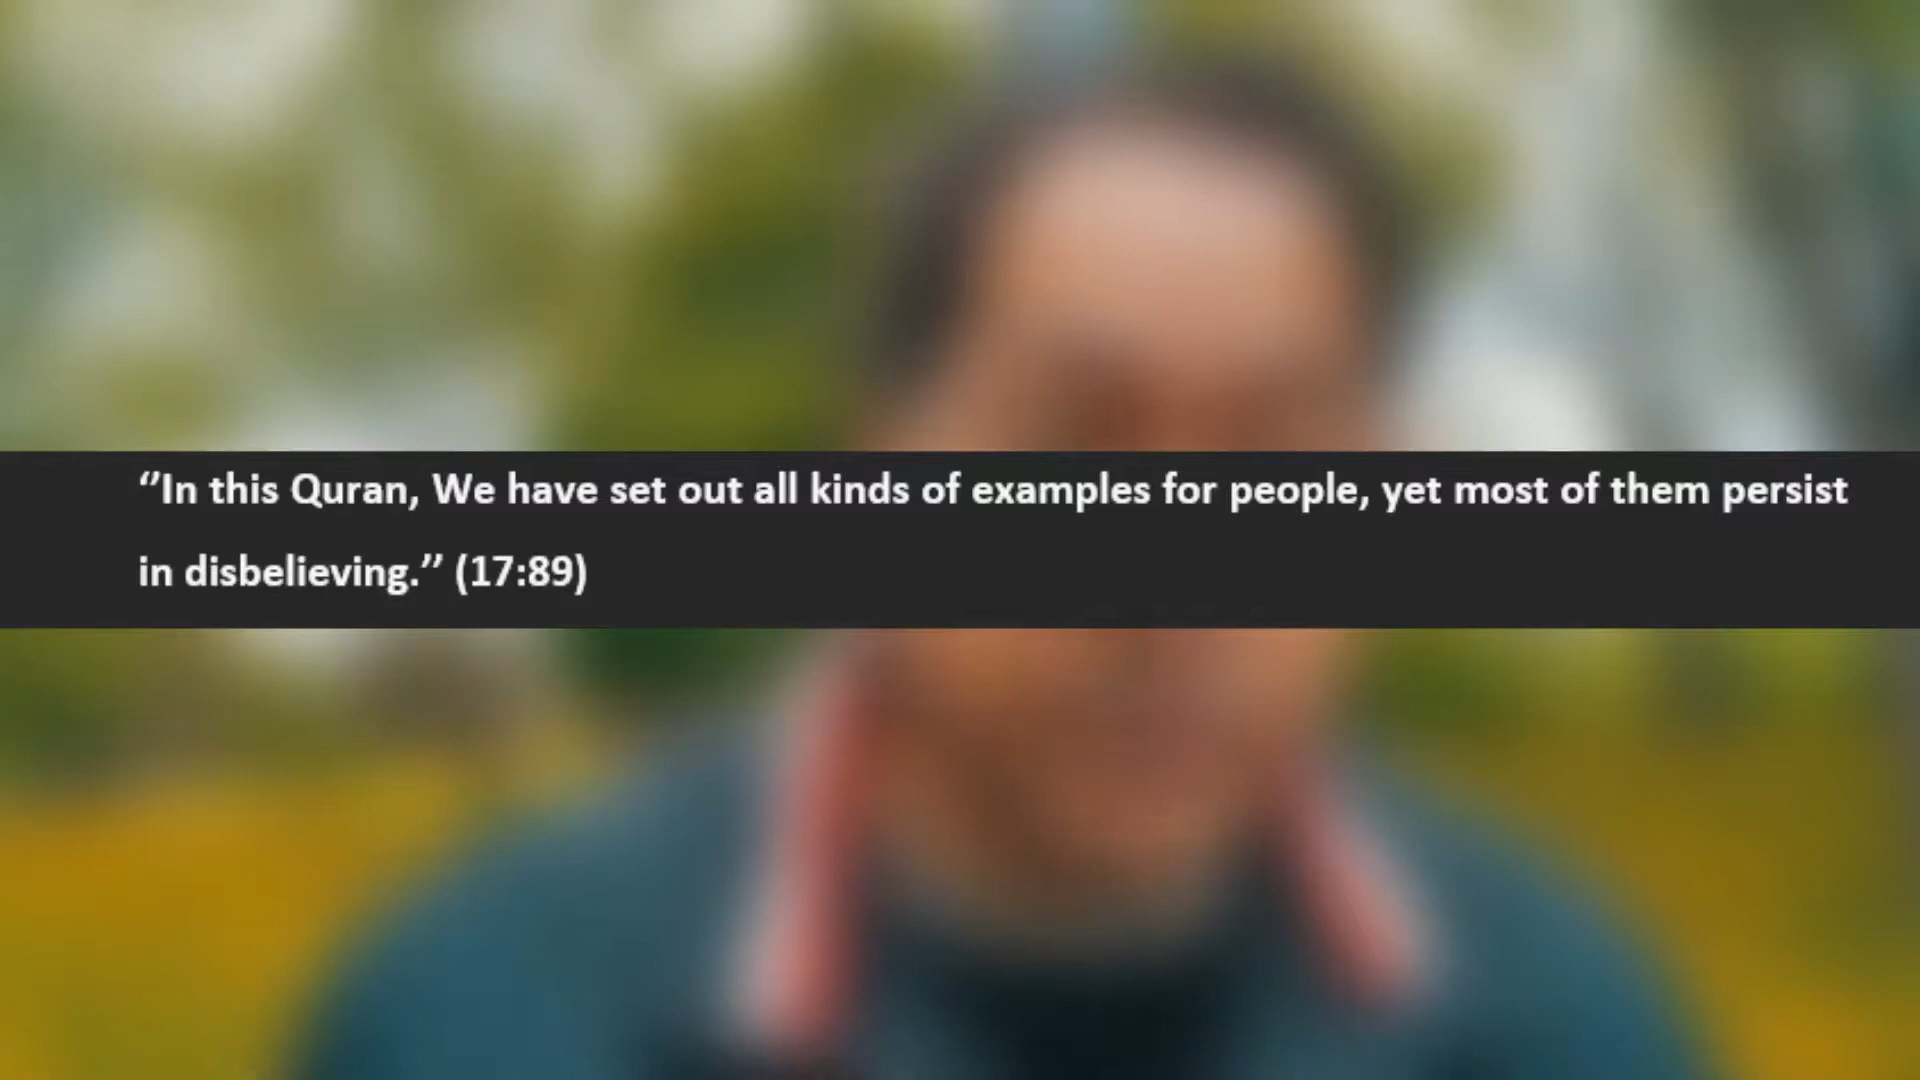 “In this Quran, We have set out all kinds of examples for people, yet most of them persist
in disbelieving.” (17:89)